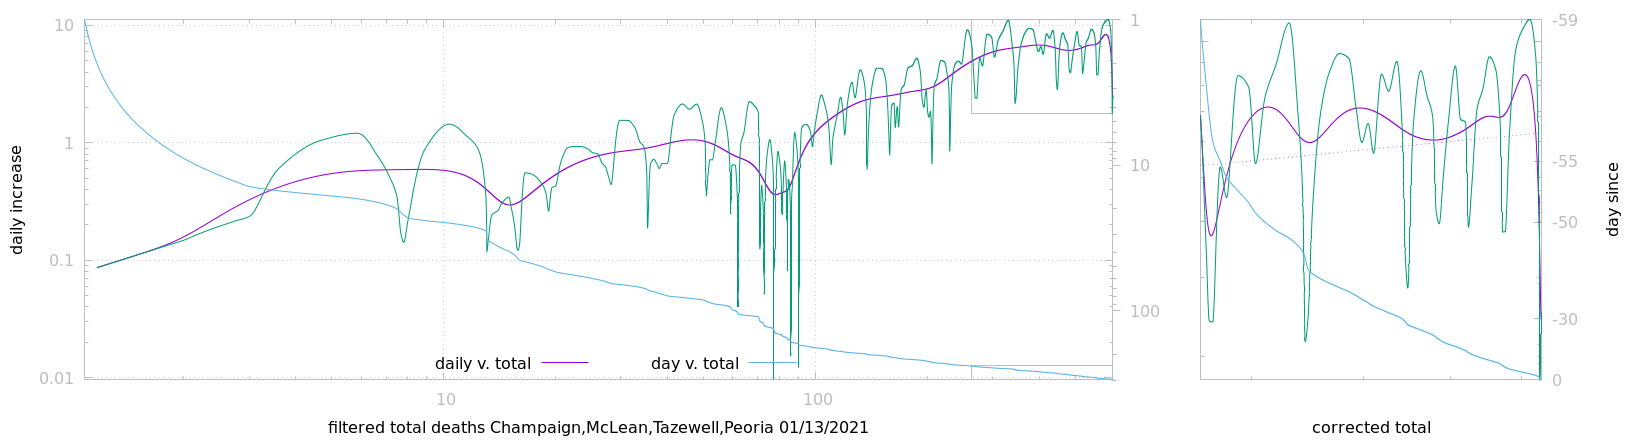 10
1
0.1
0.01
daily increase
daily v. total
day v. total
10
100
1
10
100
filtered total deaths Champaign,McLean,Tazewell,Peoria 01/13/2021
-59
-55
-50
-30
0
day since
corrected total